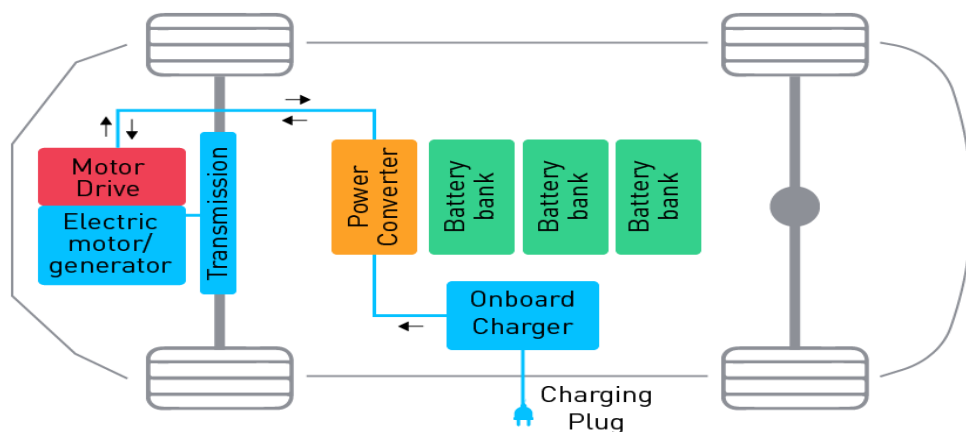 Motor
Drive
Electric
motor/
generator
Transmission
Power
Converter
Battery
bank
Battery
bank
Battery
bank
Onboard
Charger
Charging
Plug